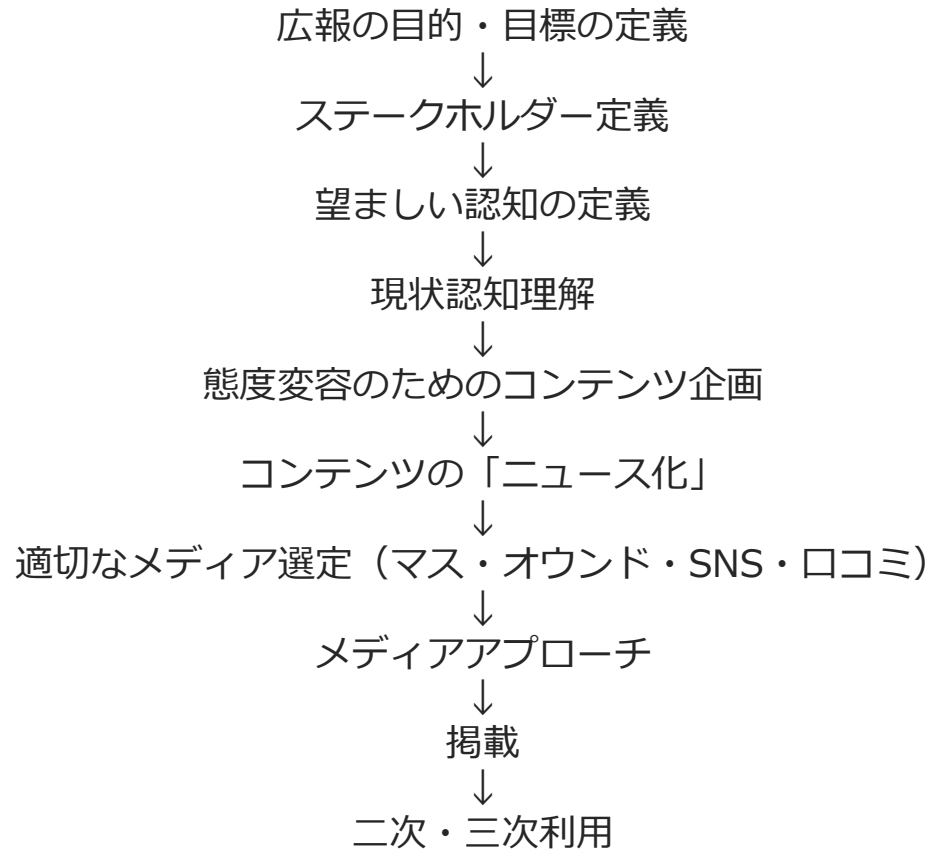 広報の目的・目標の定義
↓
ステークホルダー定義
↓
望ましい認知の定義
↓
現状認知理解
↓
態度変容のためのコンテンツ企画
↓
コンテンツの「ニュース化」
↓
適切なメディア選定（マス・オウンド・SNS・口コミ）
↓
メディアアプローチ
↓
掲載
↓
二次・三次利用